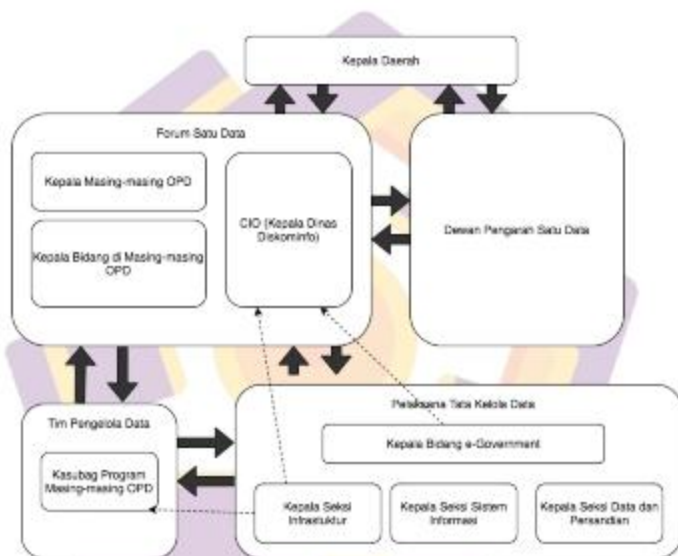 Kepala Daerah
Forum Satu Data
Kepala Masing-masing OPD
Kepala Bidang di Masing-masing
OPD
CIO (Kepala Dinas
Diskominfo)
Dewan Pengarah Satu Data
Tim Pengelola Data
Kasubag Program
Masing-masing OPD
Pelaksana Tata Kelola Data
Kepala Bidang e-Government
Kepala Seksi
Infrastuktur
Kepala Seksi Sistem
Informasi
Kepala Seksi Data dan
Persandian